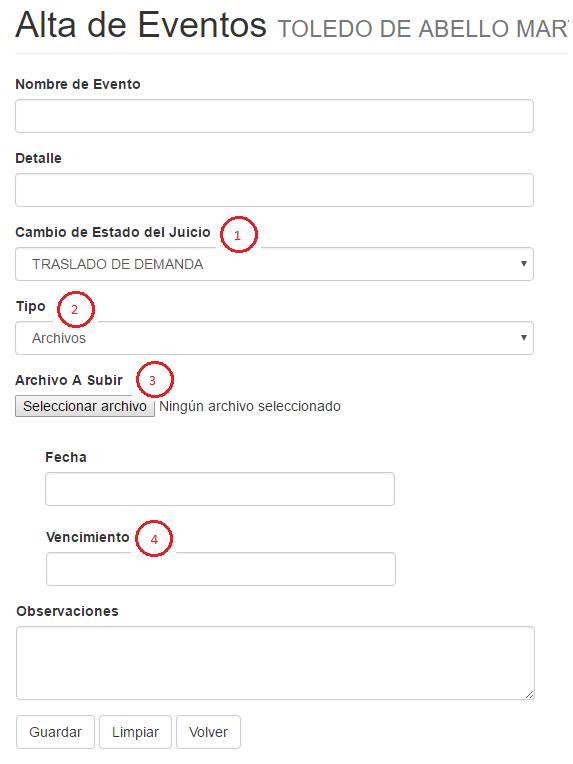 Alta de Eventos TOLEDO DE ABELLO MAR
Nombre de Evento
Detalle
Cambio de Estado del Juicio 1
TRASLADO DE DEMANDA
Tipo 2
Archivos
Archivo A Subir 3
Seleccionar archivo Ningún archivo seleccionado
Fecha
Vencimiento 4
Observaciones
Guardar Limpiar Volver